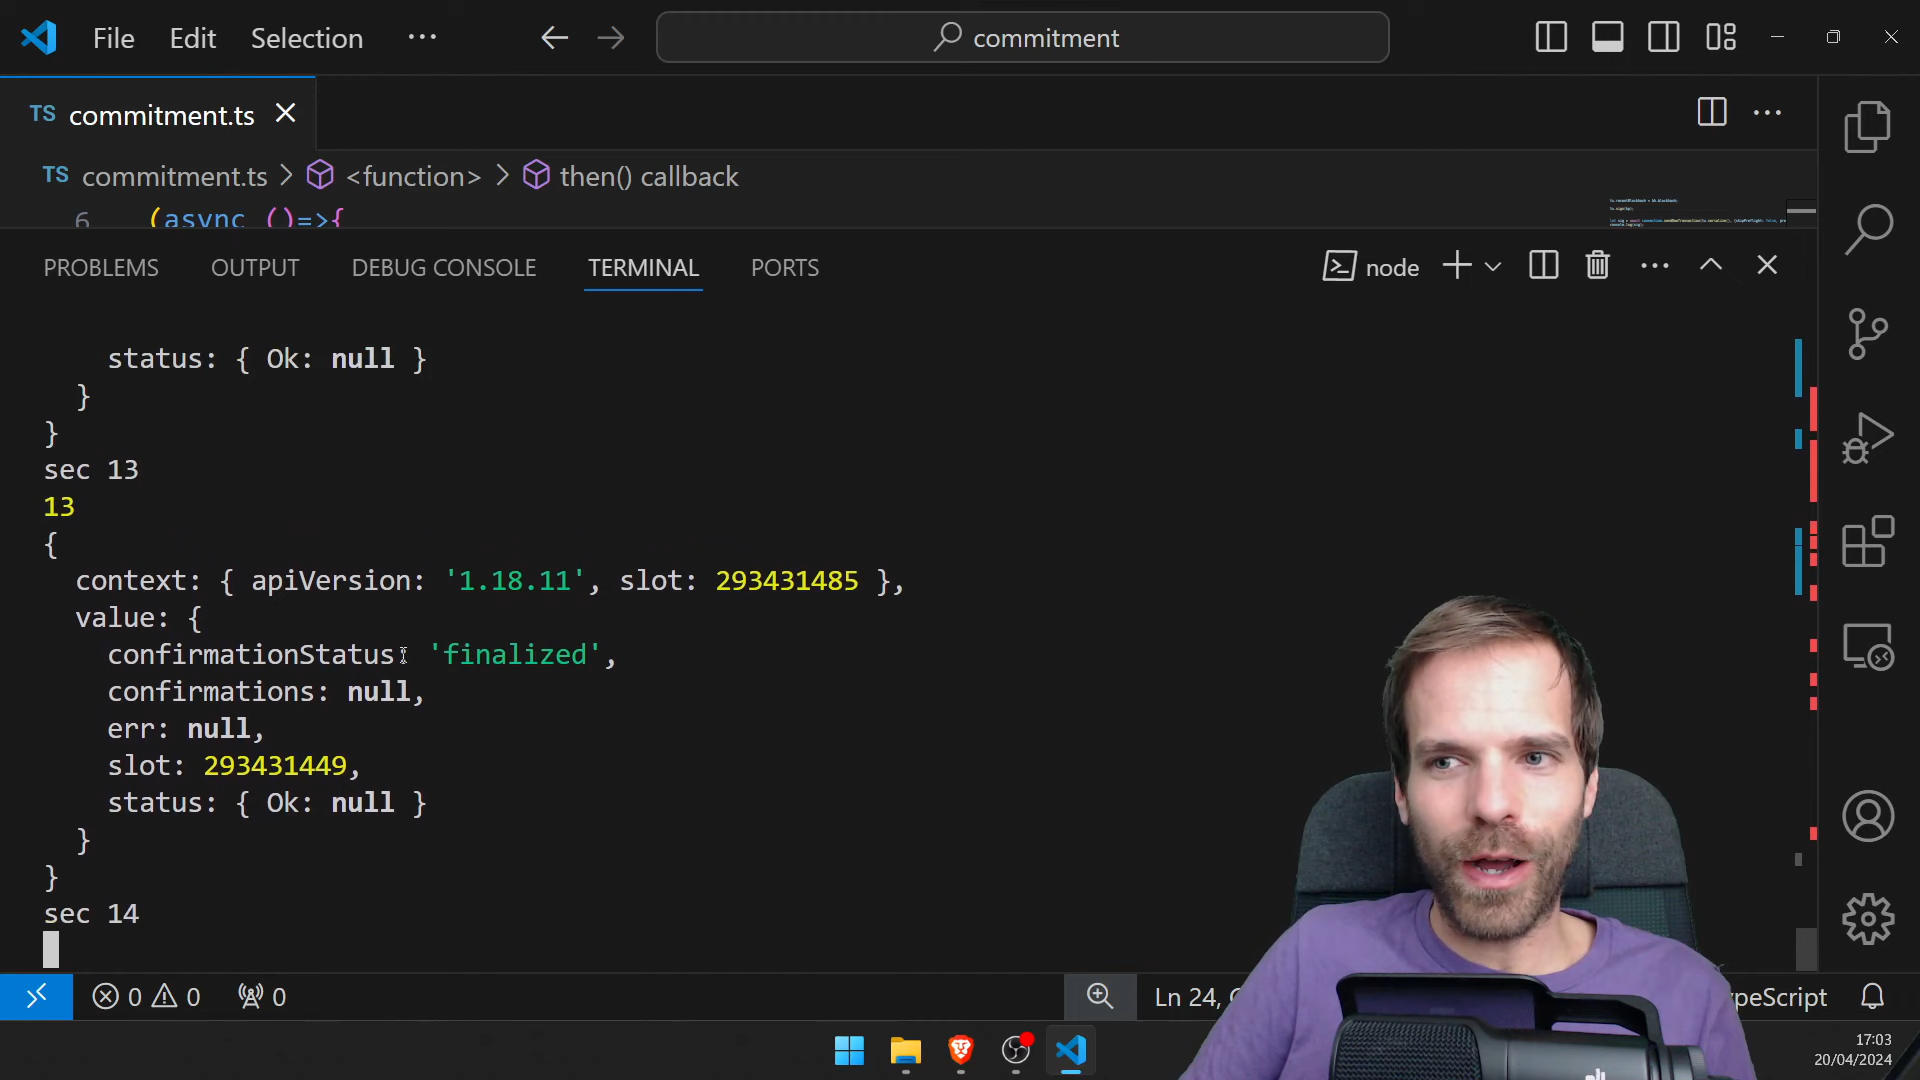 File Edit Selection ··· commitment
TS commitment.ts
TS commitment.ts > <function> > then() callback
6 (async ()=>{
PROBLEMS OUTPUT DEBUG CONSOLE TERMINAL PORTS node
status: { Ok: null }
}
}
sec 13
13
{
context: { apiVersion: '1.18.11', slot: 293431485 },
value: {
confirmationStatus: 'finalized',
confirmations: null,
err: null,
slot: 293431449,
status: { Ok: null }
}
}
sec 14
0 0 0 Ln 24, peScript
17:03
20/04/2024